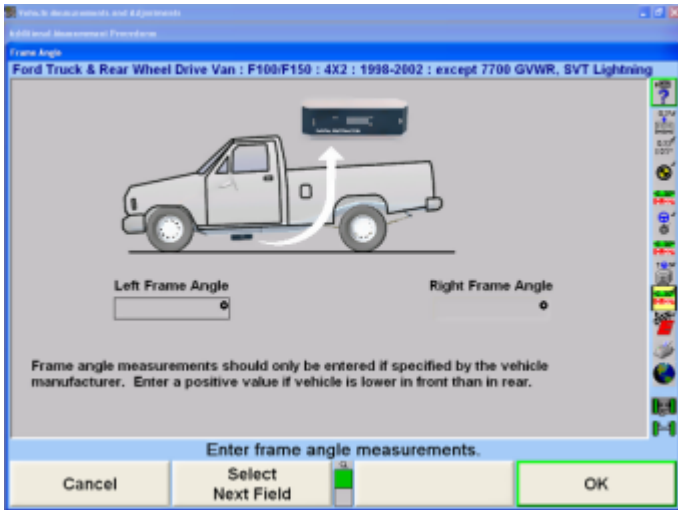 Vehicle Measurements and Adjustments
Additional Measurement Procedures
Frame Angle
Ford Truck & Rear Wheel Drive Van : F100/F150 : 4X2 : 1998-2002 : except 7700 GVWR, SVT Lightning
Left Frame Angle
Right Frame Angle
Frame angle measurements should only be entered if specified by the vehicle
manufacturer. Enter a positive value if vehicle is lower in front than in rear.
Enter frame angle measurements.
Cancel
Select
Next Field
OK